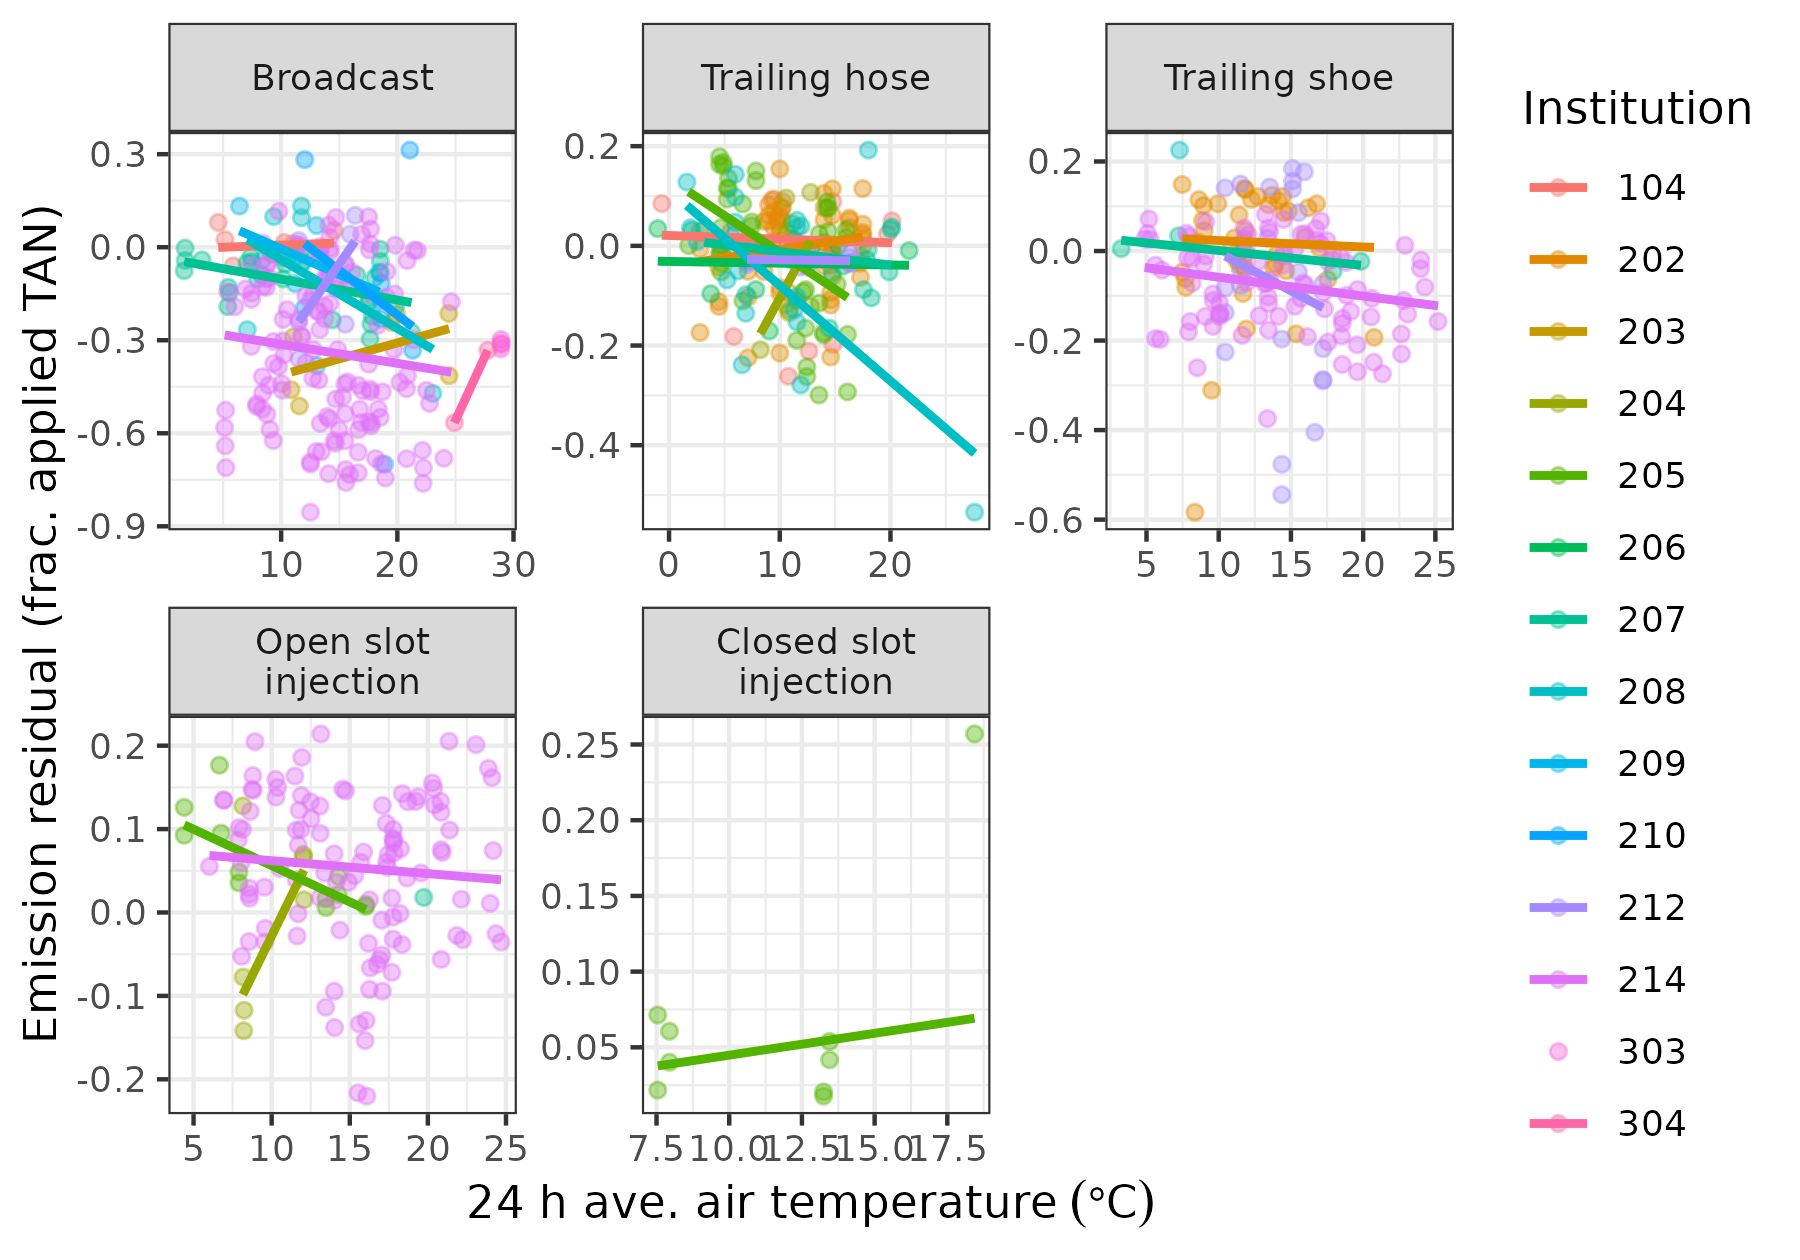 Broadcast
Trailing hose
Trailing shoe
0.3
0.0
-0.3
-0.6
-0.9
10 20 30
0.2
0.0
-0.2
-0.4
0 10 20
0.2
0.0
-0.2
-0.4
-0.6
5 10 15 20 25
Open slot
injection
Closed slot
injection
0.2
0.1
0.0
-0.1
-0.2
5 10 15 20 25
0.25
0.20
0.15
0.10
0.05
7.5 10.0 12.5 15.0 17.5
Emission residual (frac. applied TAN)
24 h ave. air temperature (°C)
Institution
104
202
203
204
205
206
207
208
209
210
212
214
303
304